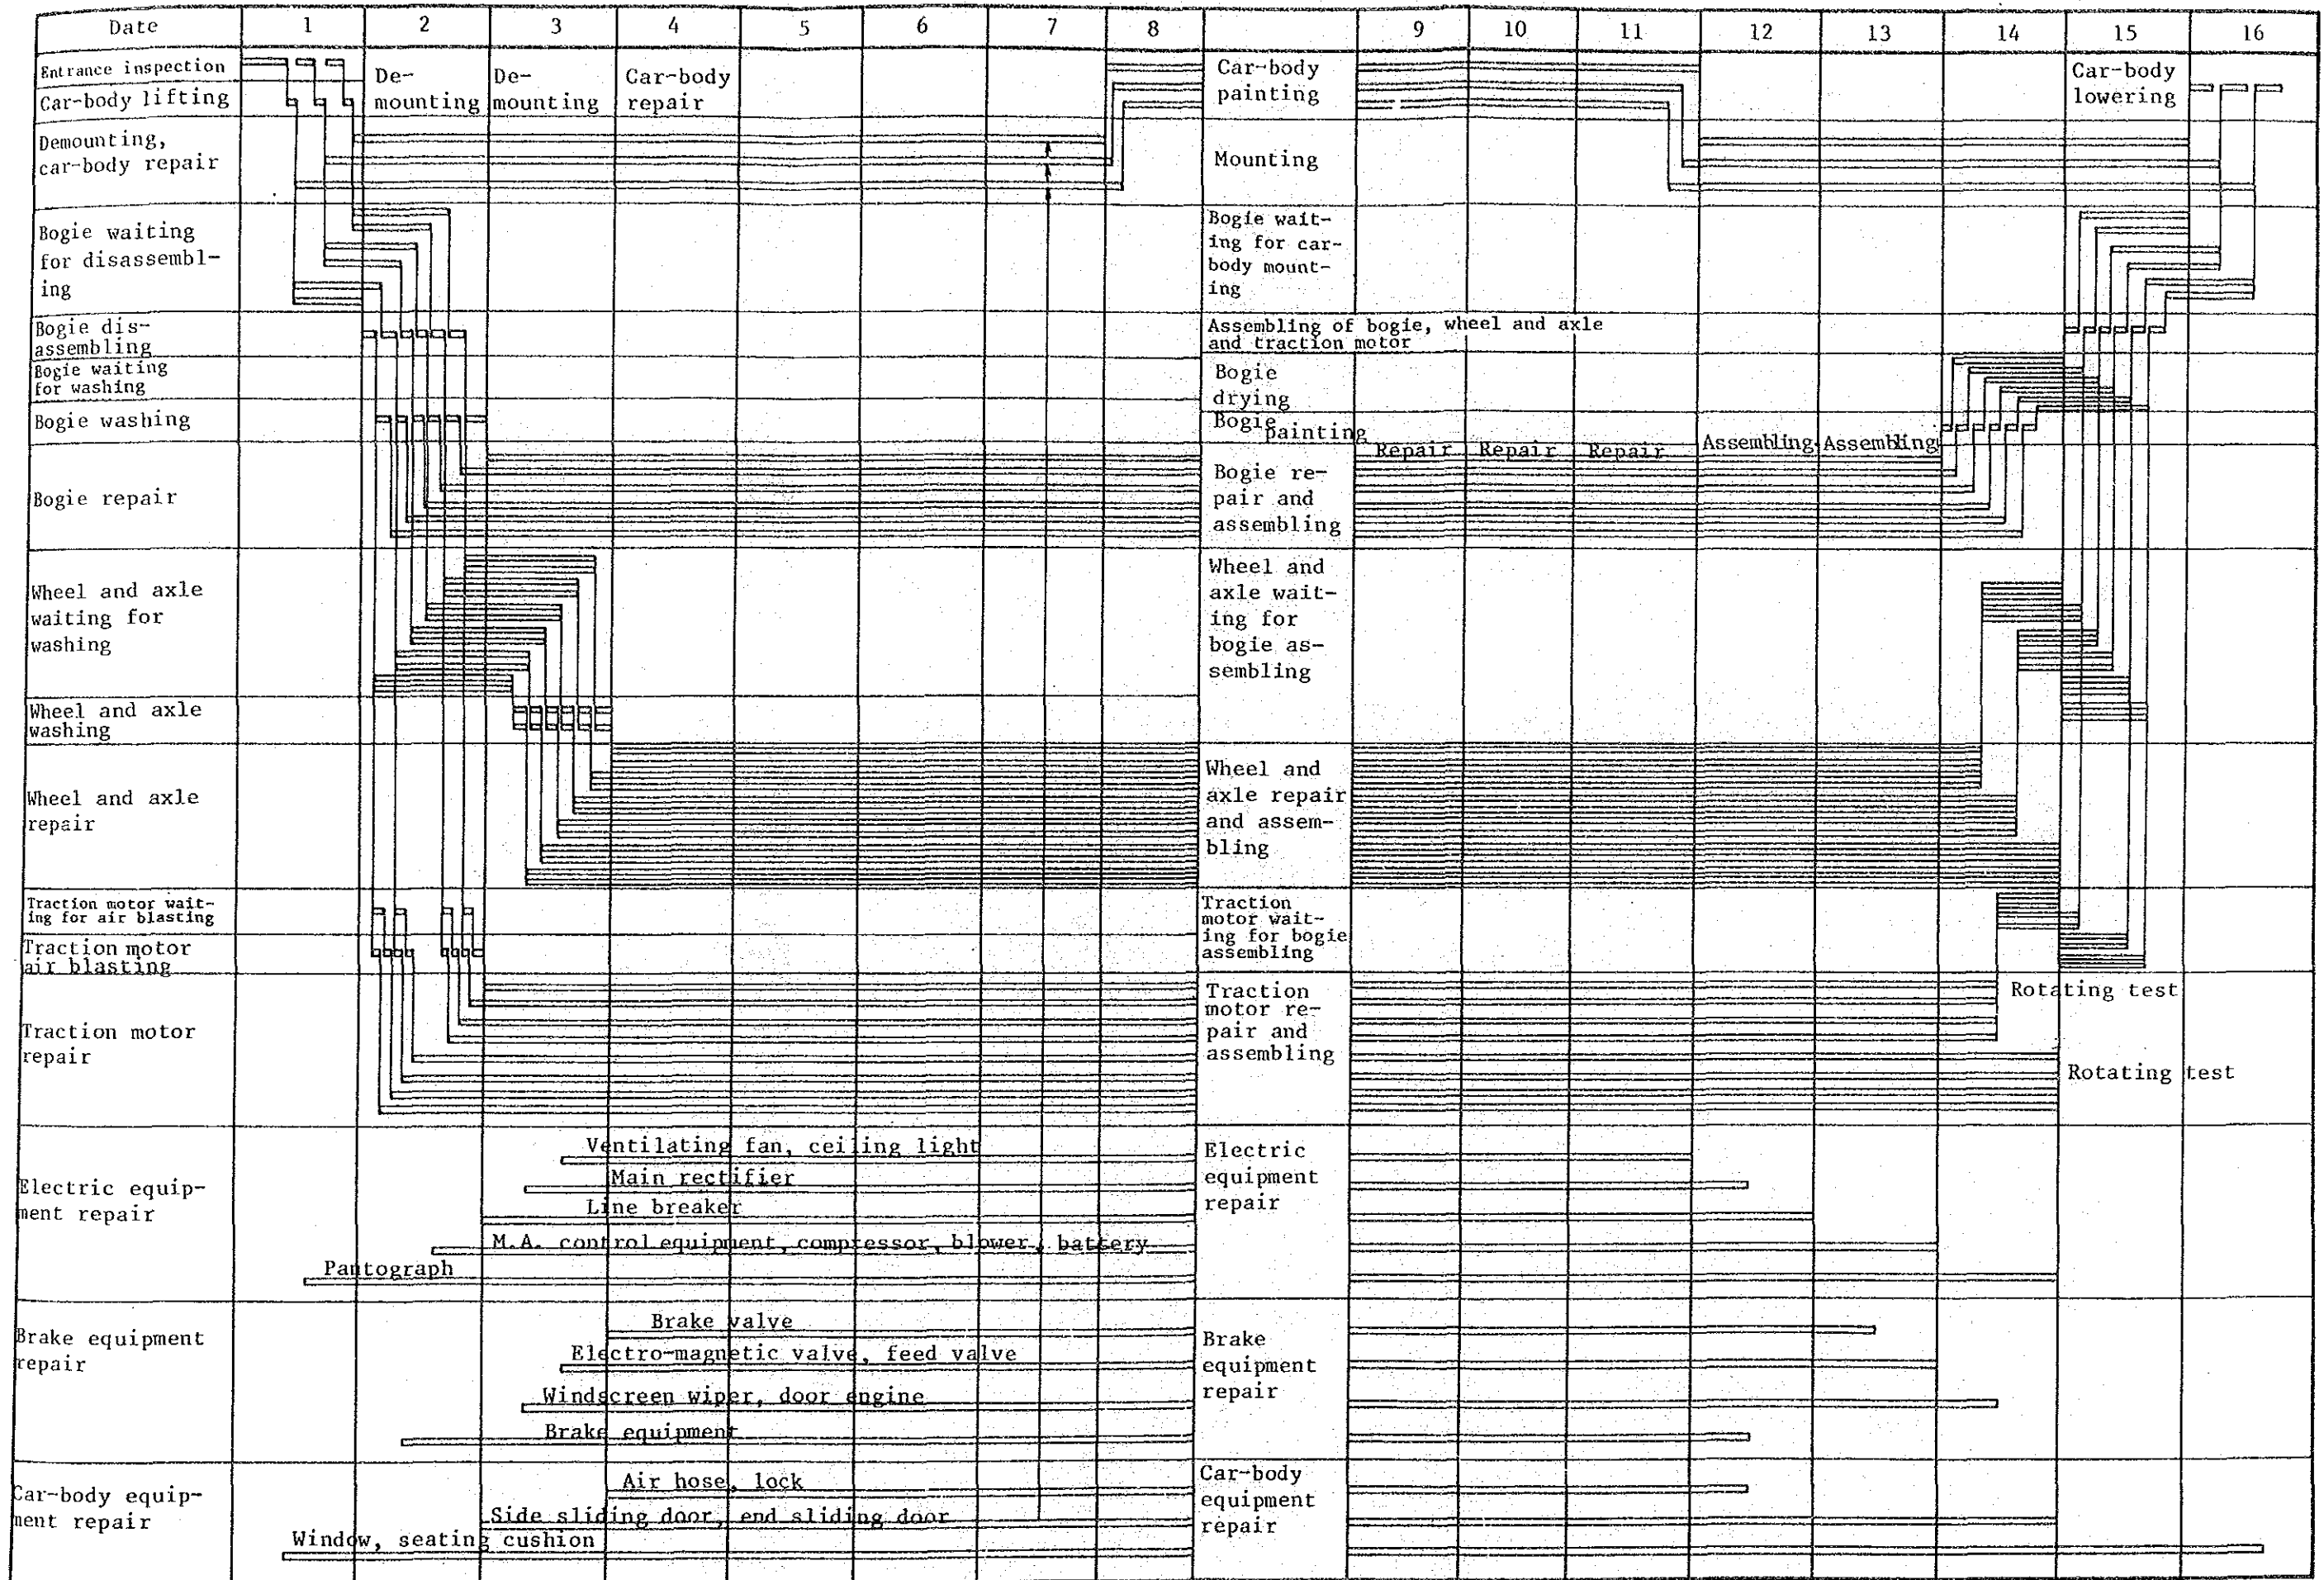 Date 1 2 3 4 5 6 7 8 9 10 11 12 13 14 15 16
Entrance inspection
Car-body lifting
De-
mounting
De-
mounting
Car-body
repair
Car-body
painting
Car-body
lowering
Demounting,
car-body repair
Mounting
Bogie waiting
for disassembl-
ing
Bogie wait-
ing for car-
body mount-
ing
Bogie dis-
assembling
Assembling of bogie, wheel and axle
and traction motor
Bogie waiting
for washing
Bogie
drying
Bogie washing
Bogie
painting
Repair Repair Repair Assembling Assembling
Bogie repair
Bogie re-
pair and
assembling
Wheel and axle
waiting for
washing
Wheel and
axle wait-
ing for
bogie as-
sembling
Wheel and axle
washing
Wheel and axle
repair
Wheel and
axle repair
and assem-
bling
Traction motor wait-
ing for air blasting
Traction
motor wait-
ing for bogie
assembling
Traction motor
air blasting
Traction motor
repair
Traction
motor re-
pair and
assembling
Rotating test
Rotating test
Electric equip-
ment repair
Ventilating fan, ceiling light
Main rectifier
Line breaker
M.A. control equipment, compressor, blower, battery
Pantograph
Electric
equipment
repair
Brake equipment
repair
Brake valve
Electro-magnetic valve, feed valve
Windscreen wiper, door engine
Brake equipment
Brake
equipment
repair
Car-body equip-
ment repair
Air hose, lock
Side sliding door, end sliding door
Window, seating cushion
Car-body
equipment
repair